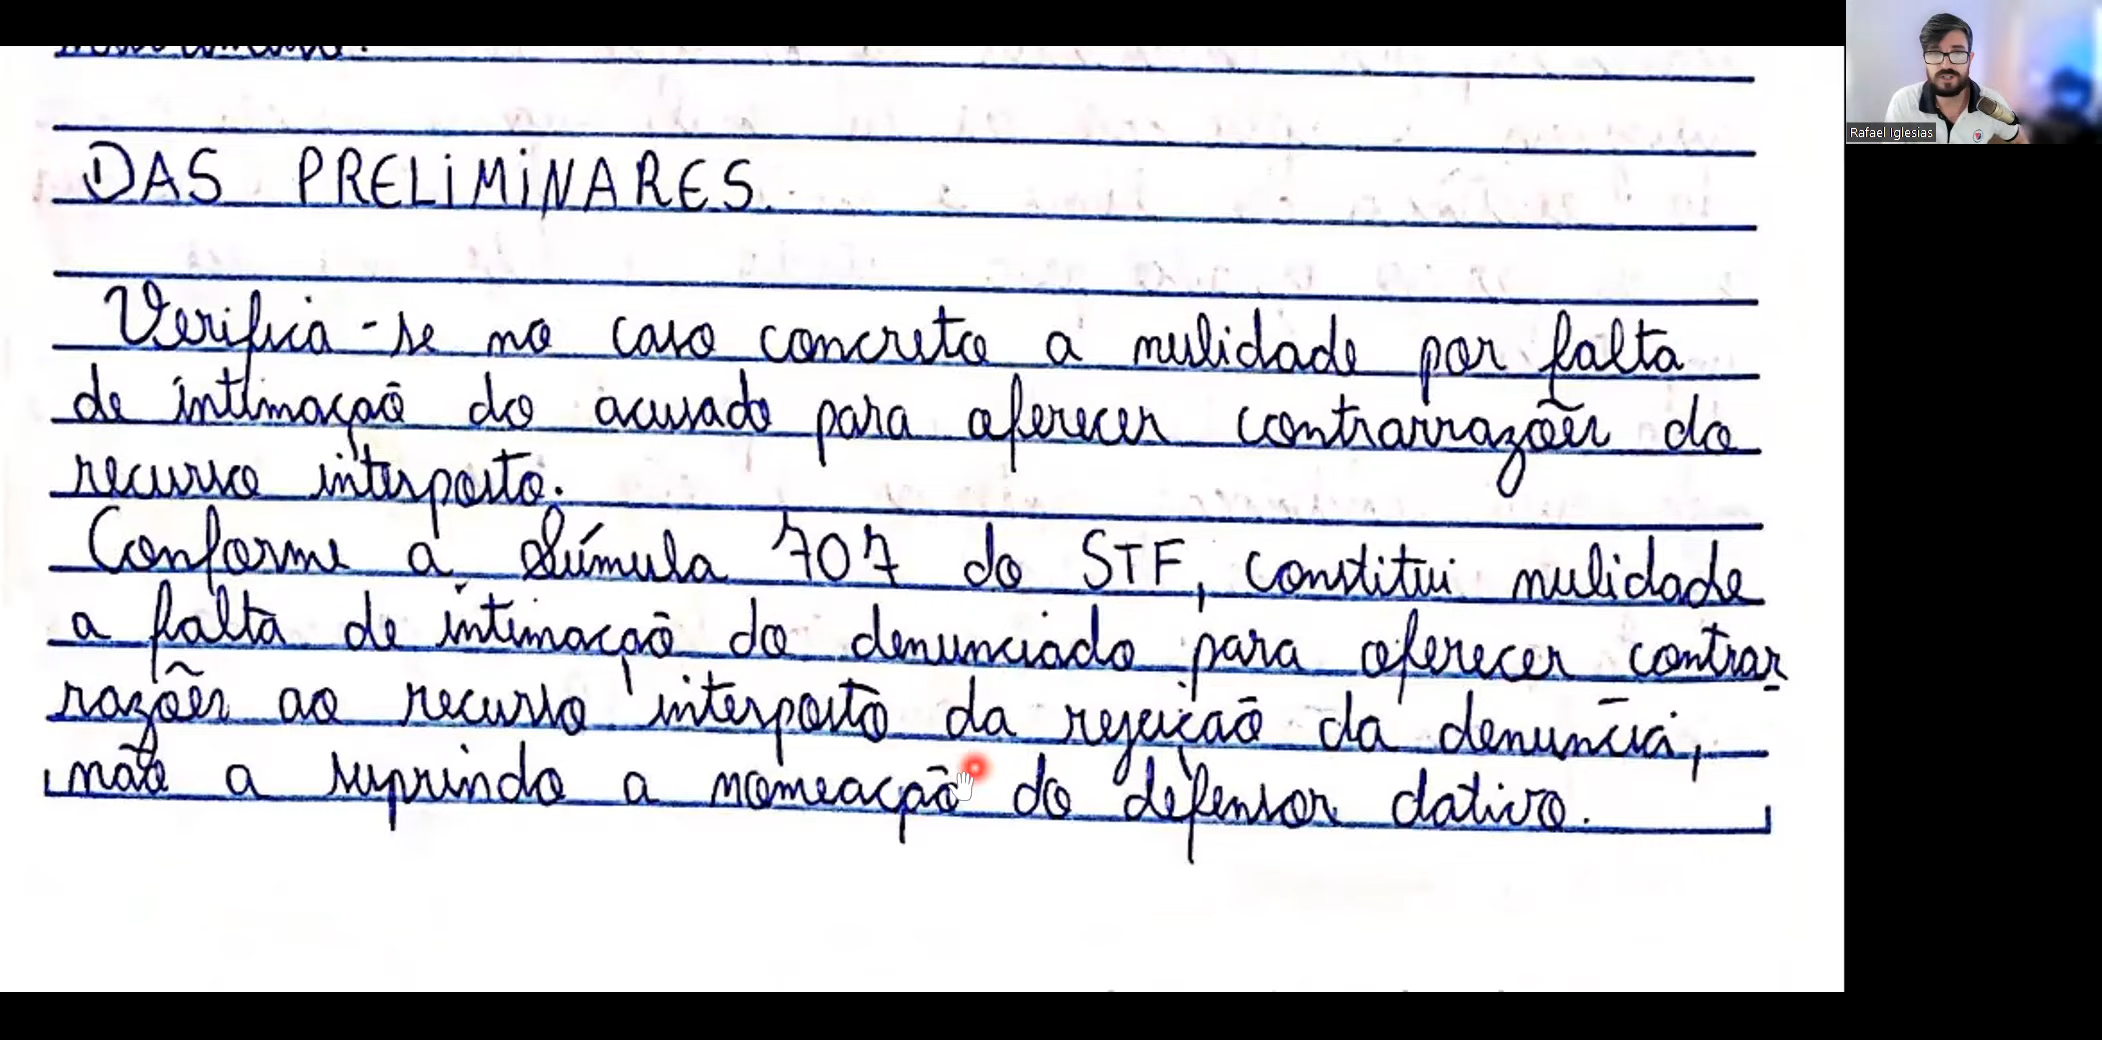 DAS PRELIMINARES.
Verifica-se no caso concreto a nulidade por falta
de intimação do acusado para oferecer contrarrazões do
recurso interposto.
Conforme a Súmula 707 do STF, constitui nulidade
a falta de intimação do denunciado para oferecer contrar
razões ao recurso interposto da rejeição da denúncia,
não a suprindo a nomeação do defensor dativo.
Rafael Iglesias